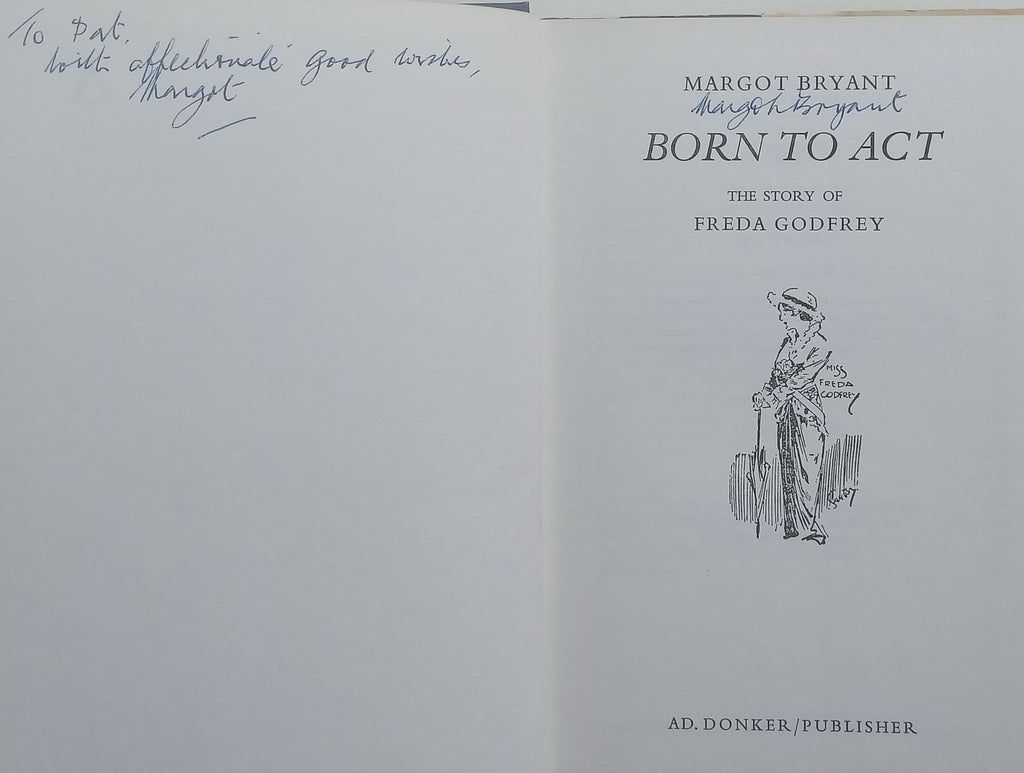 To Pat,
with affectionate good wishes,
Margot
MARGOT BRYANT
Margot Bryant
BORN TO ACT
THE STORY OF
FREDA GODFREY
MISS
FREDA
GODFREY
AD. DONKER/PUBLISHER